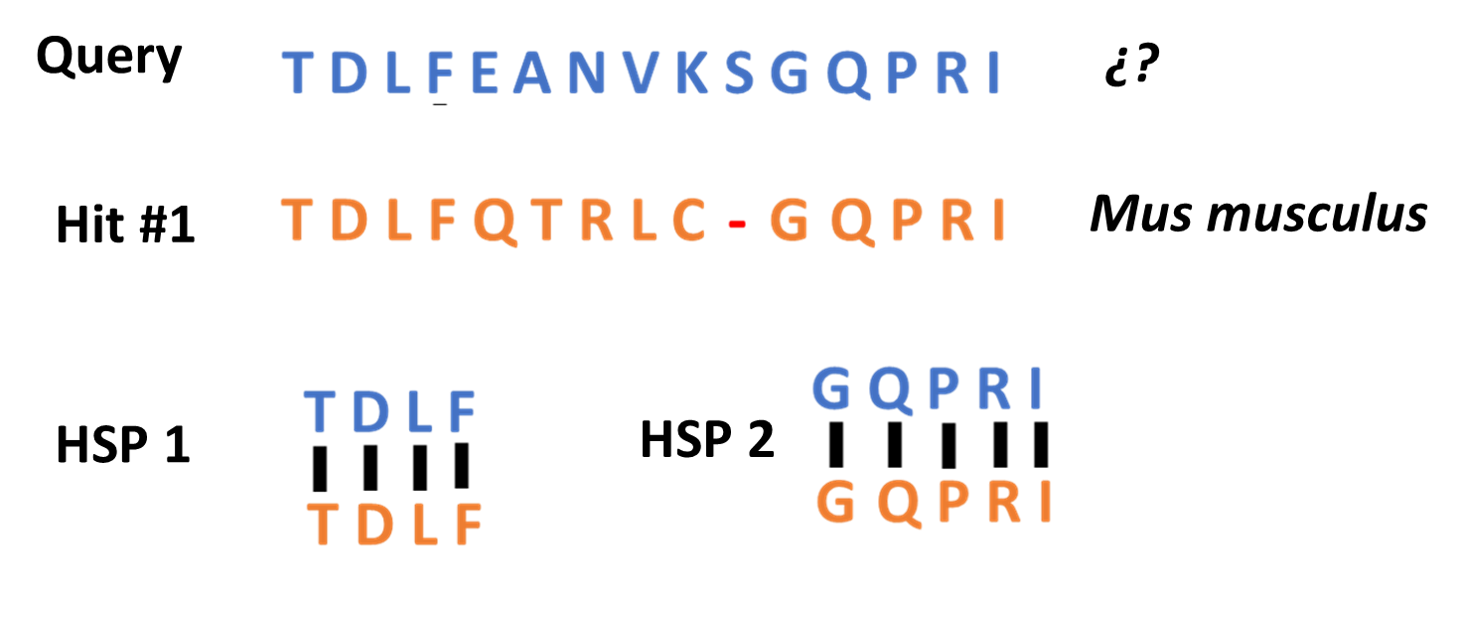 Query T D L F E A N V K S G Q P R I ¿?
Hit #1 T D L F Q T R L C - G Q P R I Mus musculus
T D L F
HSP 1
T D L F
G Q P R I
HSP 2
G Q P R I